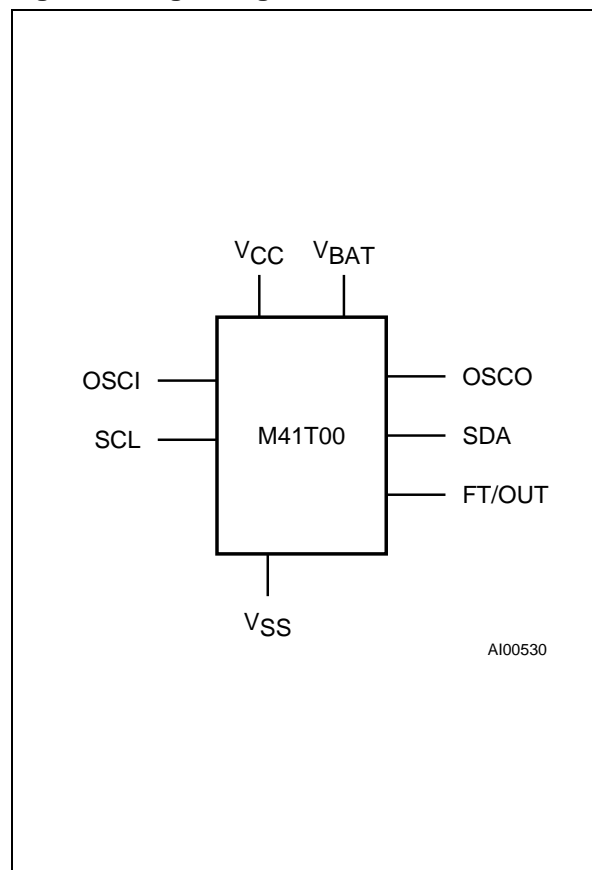 VCC VBAT
OSCI
OSCO
SCL
M41T00
SDA
FT/OUT
VSS
AI00530